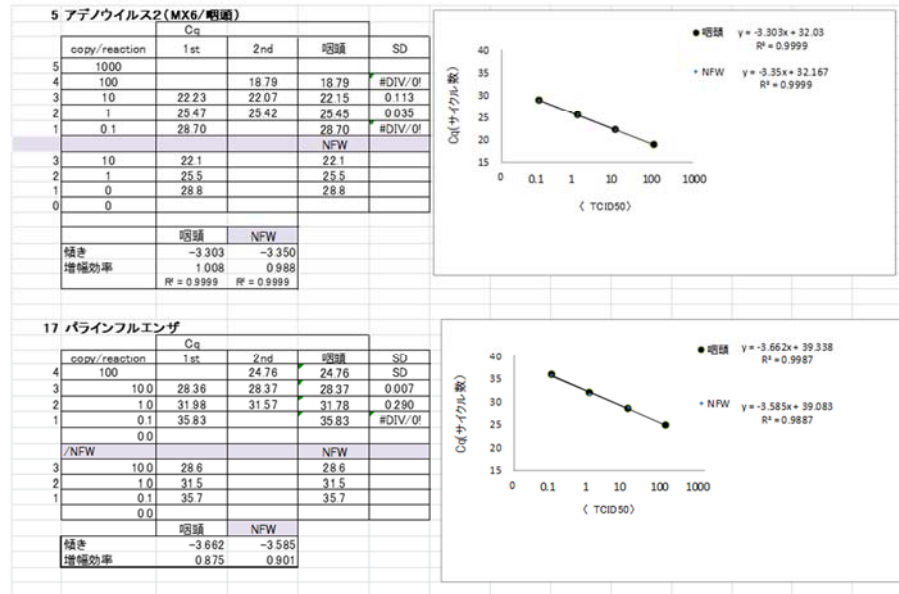 5 アデノウイルス2(MX6/咽頭)
Cq
copy/reaction 1st 2nd 咽頭 SD
5 1000
4 100 18.79 18.79 #DIV/0!
3 10 22.23 22.07 22.15 0.113
2 1 25.47 25.42 25.45 0.035
1 0.1 28.70 28.70 #DIV/0!
NFW
3 10 22.1 22.1
2 1 25.5 25.5
1 0 28.8 28.8
0 0
咽頭 NFW
傾き -3.303 -3.350
増幅効率 1.008 0.988
R² = 0.9999 R² = 0.9999
咽頭 y = -3.303x + 32.03
R² = 0.9999
NFW y = -3.35x + 32.167
R² = 0.9999
Cq(サイクル数)
40
35
30
25
20
15
0 0.1 1 10 100 1000
〈 TCID50〉
17 パラインフルエンザ
Cq
copy/reaction 1st 2nd 咽頭 SD
4 100 24.76 24.76 SD
3 10.0 28.36 28.37 28.37 0.007
2 1.0 31.98 31.57 31.78 0.290
1 0.1 35.83 35.83 #DIV/0!
0.0
/NFW NFW
3 10.0 28.6 28.6
2 1.0 31.5 31.5
1 0.1 35.7 35.7
0.0
咽頭 NFW
傾き -3.662 -3.585
増幅効率 0.875 0.901
咽頭 y = -3.662x + 39.338
R² = 0.9987
NFW y = -3.585x + 39.083
R² = 0.9887
Cq(サイクル数)
40
35
30
25
20
15
0 0.1 1 10 100 1000
〈 TCID50〉